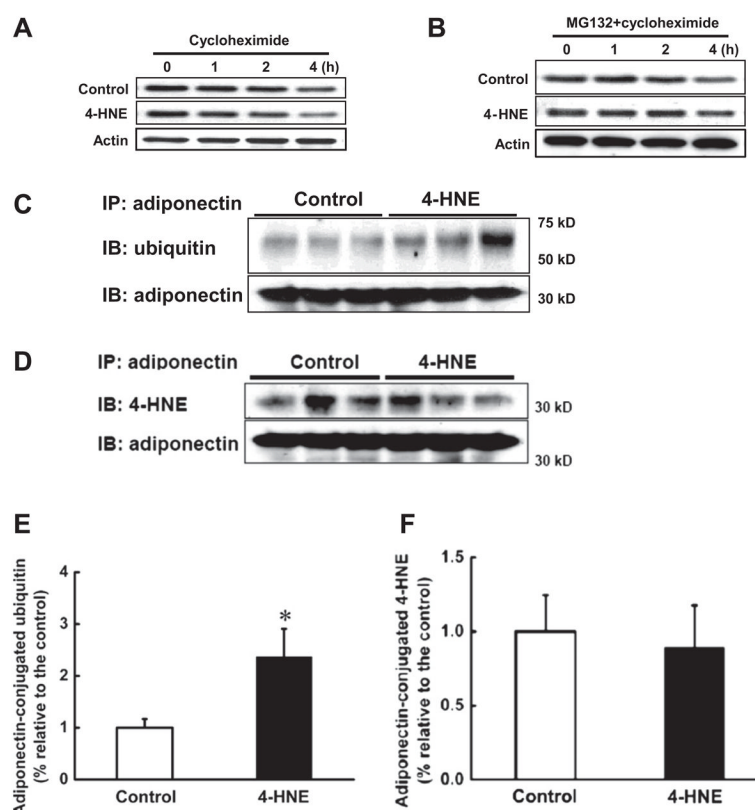 A
Cycloheximide
0 1 2 4 (h)
Control
4-HNE
Actin
B
MG132+cycloheximide
0 1 2 4 (h)
Control
4-HNE
Actin
C
IP: adiponectin Control 4-HNE
75 kD
IB: ubiquitin
50 kD
IB: adiponectin 30 kD
D
IP: adiponectin Control 4-HNE
IB: 4-HNE 30 kD
IB: adiponectin
30 kD
E
Adiponectin-conjugated ubiquitin
(% relative to the control)
4
3
2
1
0
*
Control 4-HNE
F
Adiponectin-conjugated 4-HNE
(% relative to the control)
1.5
1.0
0.5
0.0
Control 4-HNE